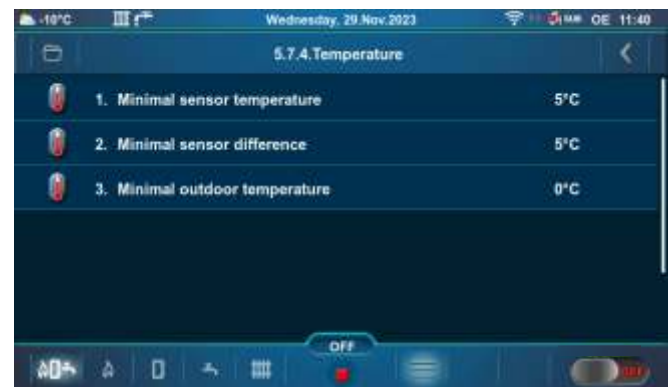 -10°C Wednesday, 29.Nov.2023 OE 11:40
5.7.4.Temperature
1. Minimal sensor temperature 5°C
2. Minimal sensor difference 5°C
3. Minimal outdoor temperature 0°C
OFF
OFF